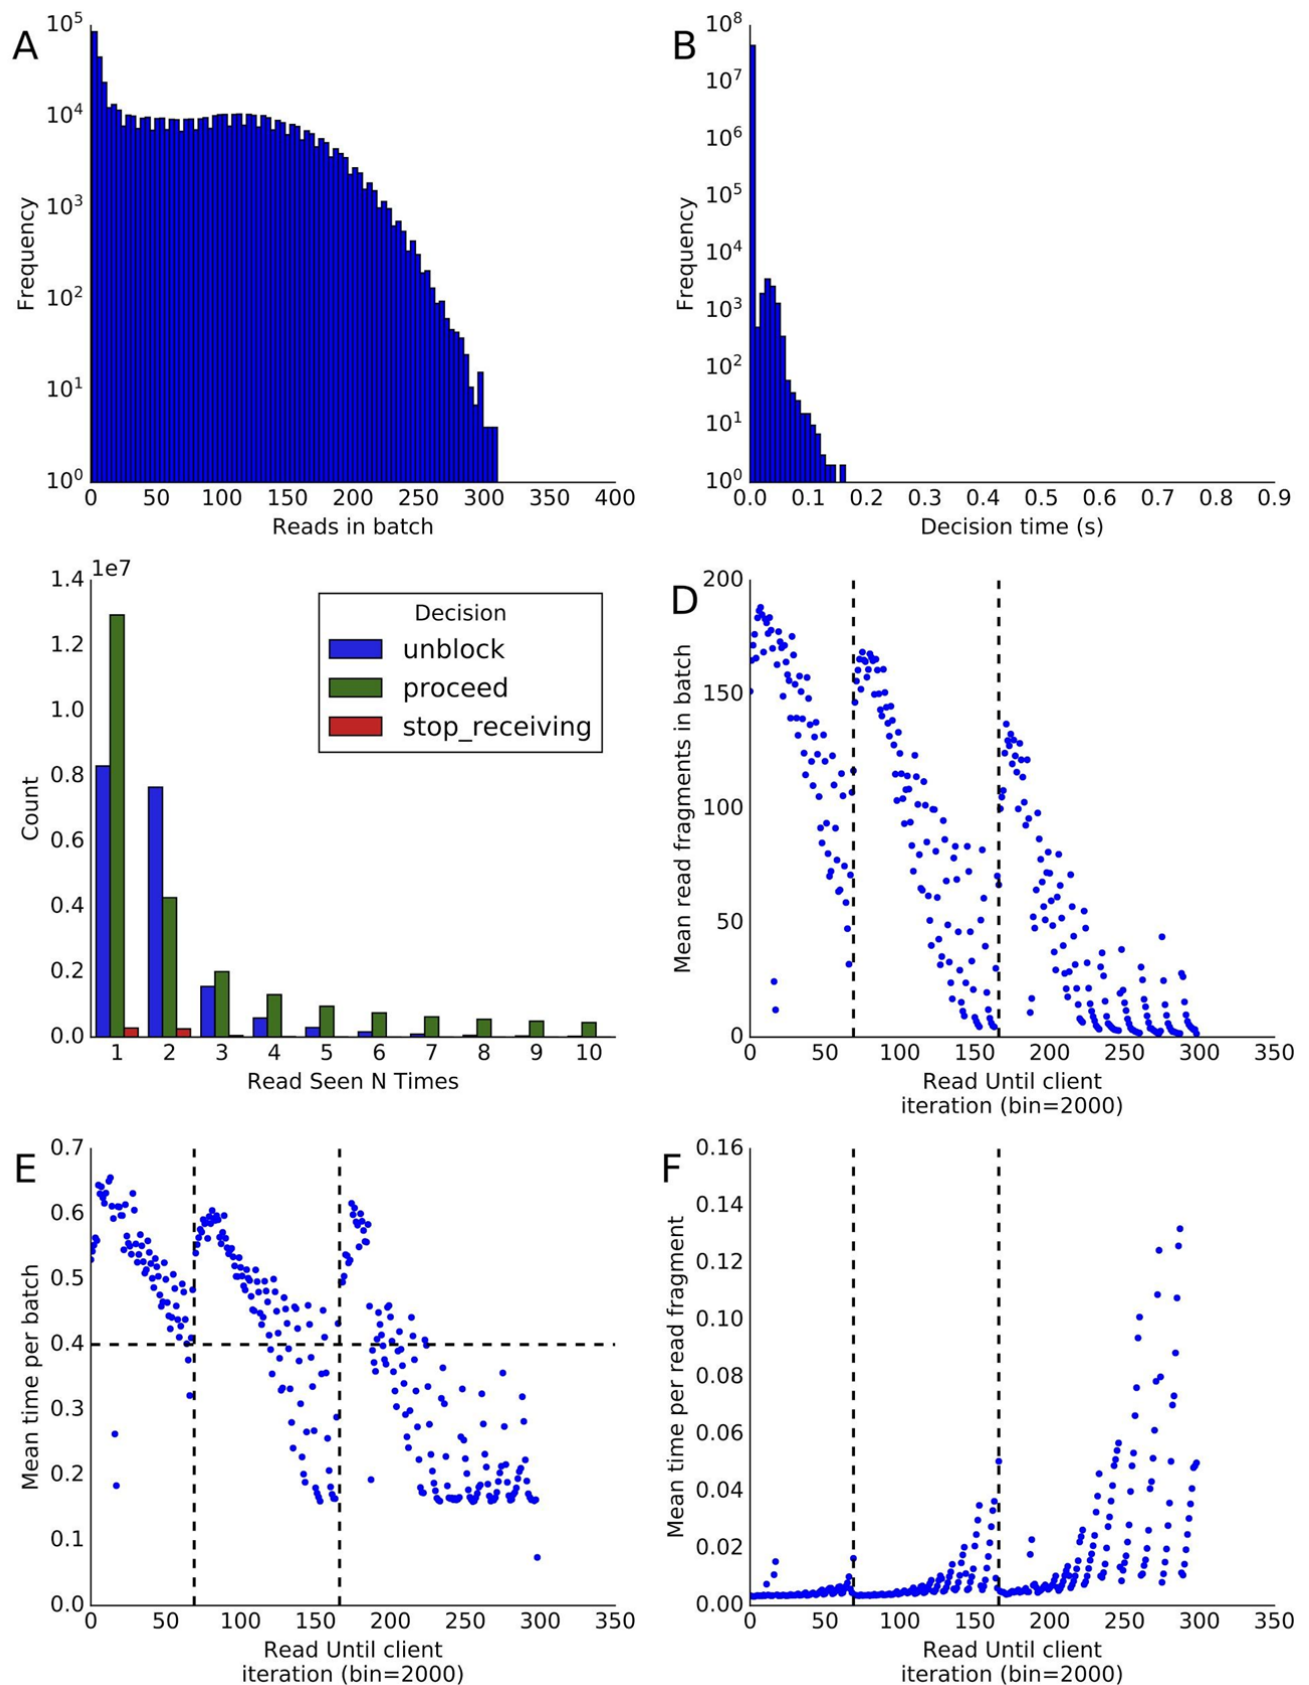 A
10^5
10^4
10^3
10^2
10^1
10^0
Frequency
0 50 100 150 200 250 300 350 400
Reads in batch
B
10^8
10^7
10^6
10^5
10^4
10^3
10^2
10^1
10^0
Frequency
0.0 0.1 0.2 0.3 0.4 0.5 0.6 0.7 0.8 0.9
Decision time (s)
1e7
1.4
1.2
1.0
0.8
0.6
0.4
0.2
0.0
Count
Decision
unblock
proceed
stop_receiving
1 2 3 4 5 6 7 8 9 10
Read Seen N Times
D
200
150
100
50
0
Mean read fragments in batch
0 50 100 150 200 250 300 350
Read Until client
iteration (bin=2000)
E
0.7
0.6
0.5
0.4
0.3
0.2
0.1
0.0
Mean time per batch
0 50 100 150 200 250 300 350
Read Until client
iteration (bin=2000)
F
0.16
0.14
0.12
0.10
0.08
0.06
0.04
0.02
0.00
Mean time per read fragment
0 50 100 150 200 250 300 350
Read Until client
iteration (bin=2000)